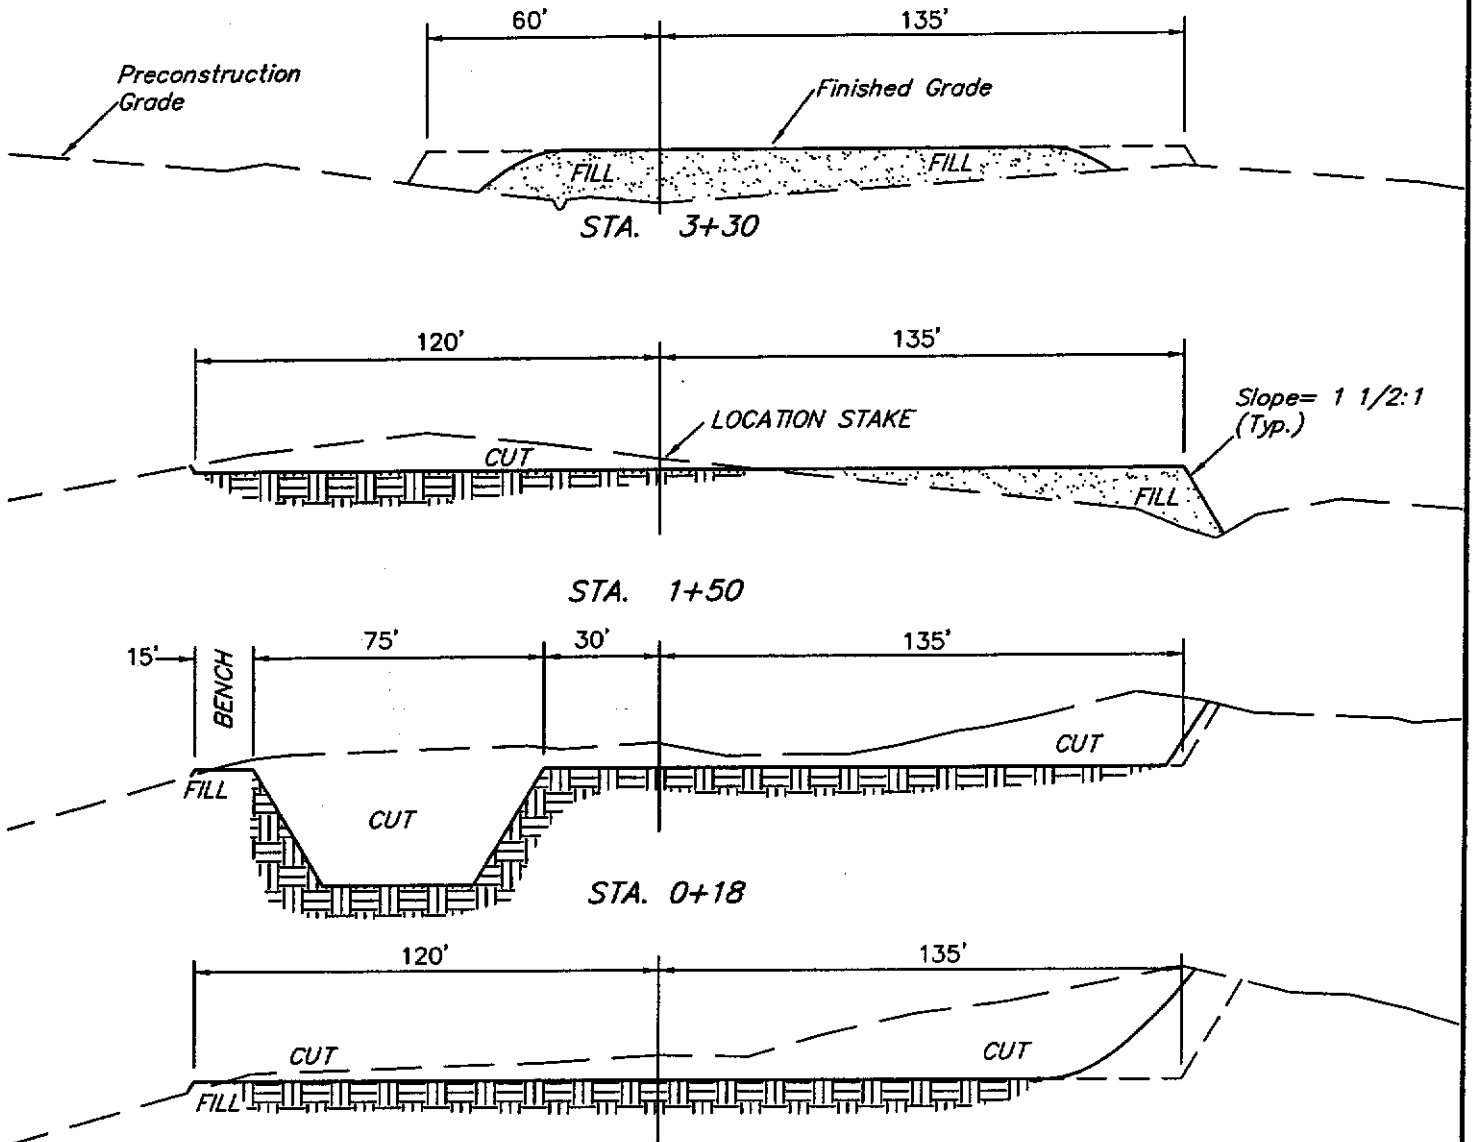 60'
135'
Preconstruction
Grade
Finished Grade
FILL
FILL
STA. 3+30
120'
135'
Slope= 1 1/2:1
(Typ.)
LOCATION STAKE
CUT
FILL
STA. 1+50
15'
BENCH
75'
30'
135'
CUT
FILL
CUT
STA. 0+18
120'
135'
CUT
CUT
FILL